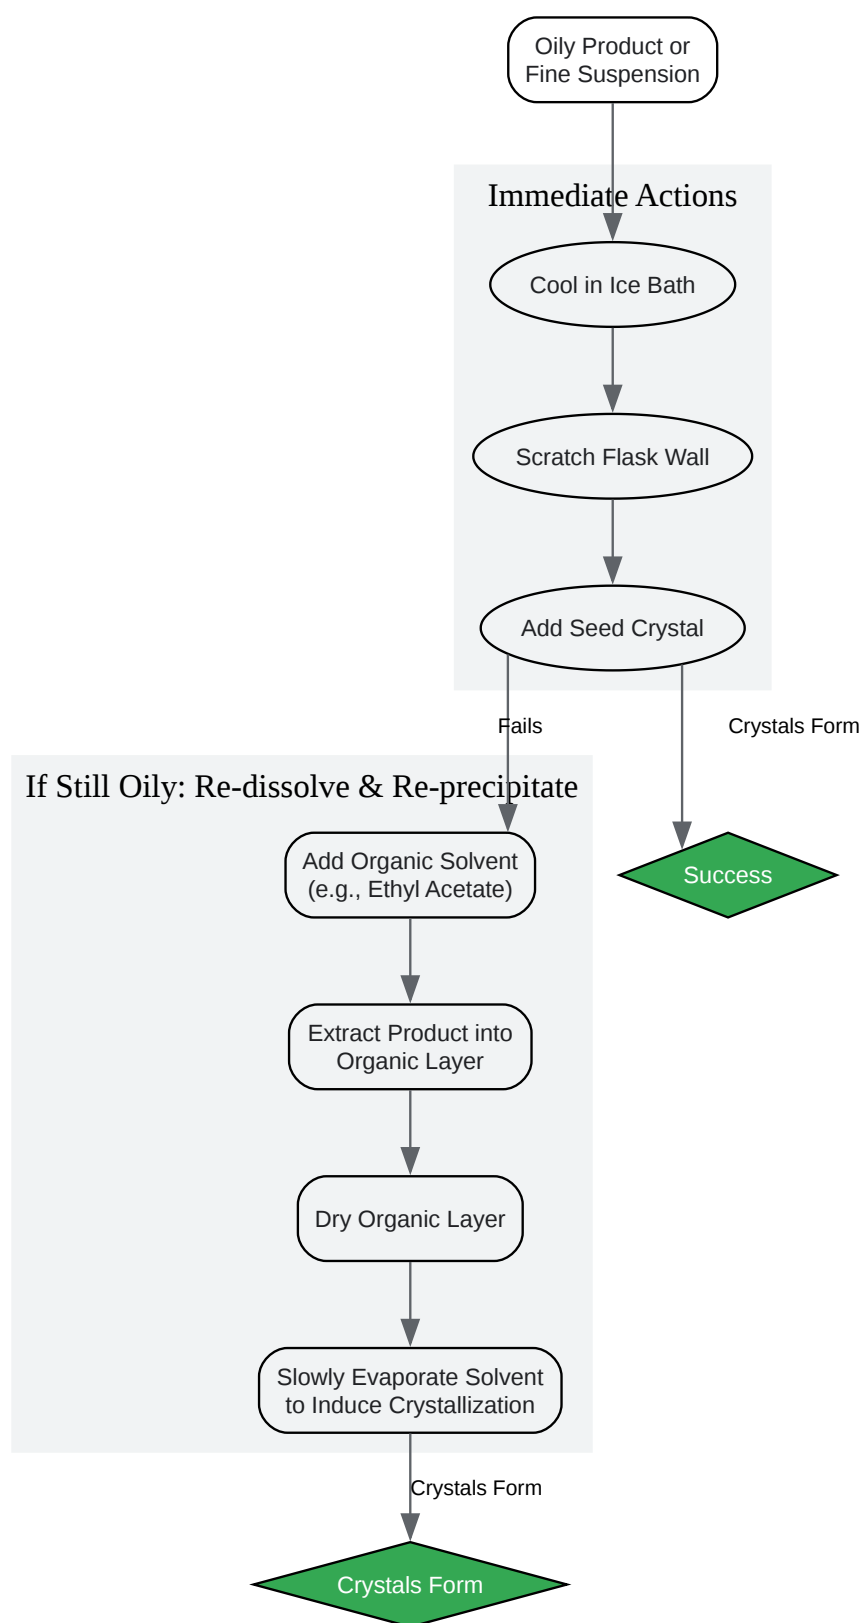 Oily Product or
Fine Suspension
Immediate Actions
Cool in Ice Bath
Scratch Flask Wall
Add Seed Crystal
Fails
Crystals Form
If Still Oily: Re-dissolve & Re-precipitate
Add Organic Solvent
(e.g., Ethyl Acetate)
Success
Extract Product into
Organic Layer
Dry Organic Layer
Slowly Evaporate Solvent
to Induce Crystallization
Crystals Form
Crystals Form